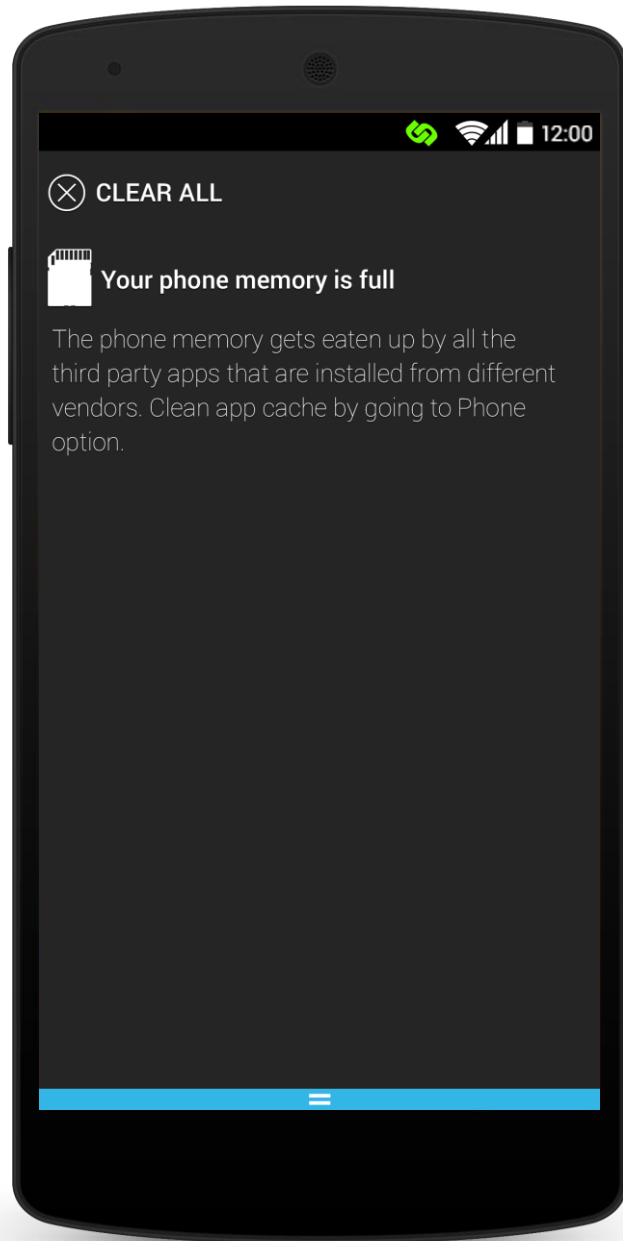 12:00
CLEAR ALL
Your phone memory is full
The phone memory gets eaten up by all the
third party apps that are installed from different
vendors. Clean app cache by going to Phone
option.